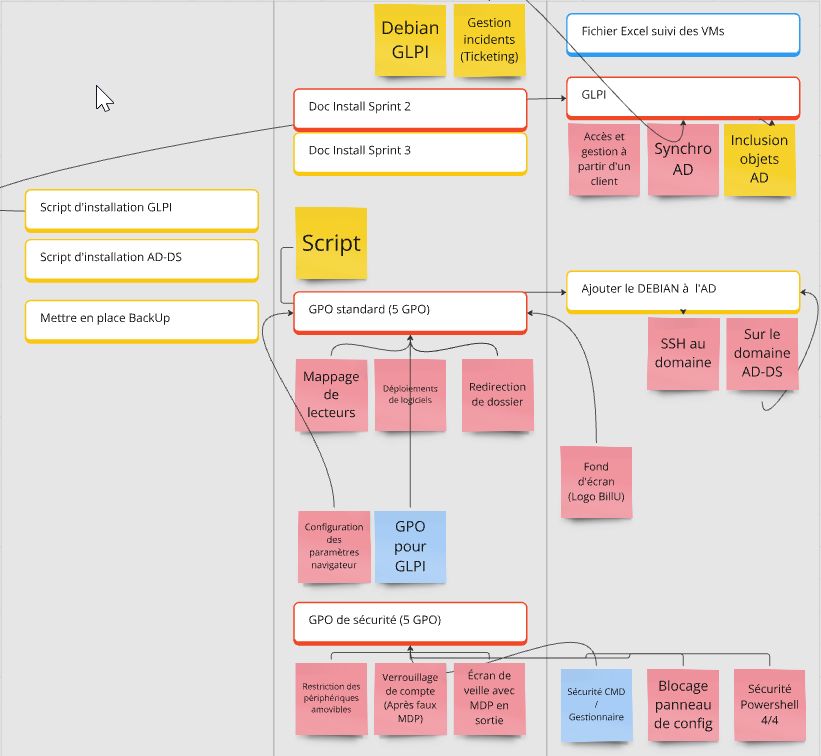 Debian
GLPI
Gestion
incidents
(Ticketing)
Fichier Excel suivi des VMs
Doc Install Sprint 2
GLPI
Doc Install Sprint 3
Accès et
gestion à
partir d'un
client
Synchro
AD
Inclusion
objets
AD
Script d'installation GLPI
Script d'installation AD-DS
Mettre en place BackUp
Script
GPO standard (5 GPO)
Ajouter le DEBIAN à l'AD
Mappage
de
lecteurs
Déploiements
de logiciels
Redirection
de dossier
SSH au
domaine
Sur le
domaine
AD-DS
Fond
d'écran
(Logo BillU)
Configuration
des
paramètres
navigateur
GPO
pour
GLPI
GPO de sécurité (5 GPO)
Restriction des
périphériques
amovibles
Verrouillage
de compte
(Après faux
MDP)
Écran de
veille avec
MDP en
sortie
Sécurité CMD
/
Gestionnaire
Blocage
panneau
de config
Sécurité
Powershell
4/4